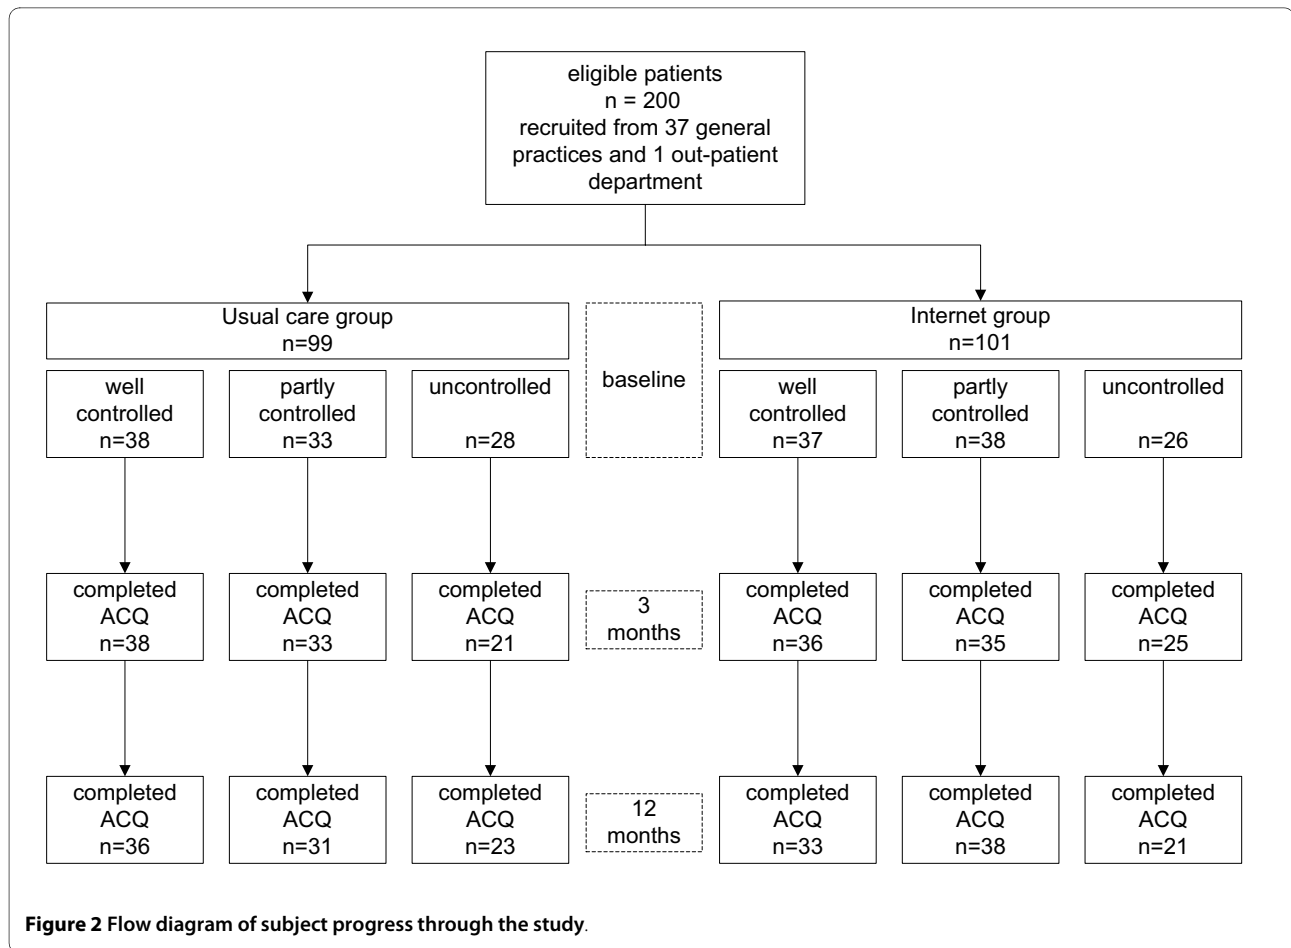 eligible patients
n = 200
recruited from 37 general
practices and 1 out-patient
department
Usual care group
n=99
baseline
Internet group
n=101
well
controlled
n=38
partly
controlled
n=33
uncontrolled
n=28
well
controlled
n=37
partly
controlled
n=38
uncontrolled
n=26
completed
ACQ
n=38
completed
ACQ
n=33
completed
ACQ
n=21
3
months
completed
ACQ
n=36
completed
ACQ
n=35
completed
ACQ
n=25
completed
ACQ
n=36
completed
ACQ
n=31
completed
ACQ
n=23
12
months
completed
ACQ
n=33
completed
ACQ
n=38
completed
ACQ
n=21
Figure 2 Flow diagram of subject progress through the study.